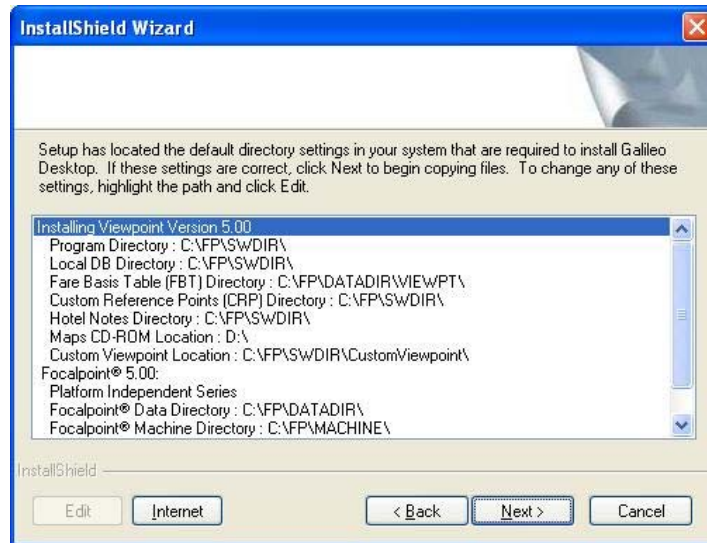 InstallShield Wizard
Setup has located the default directory settings in your system that are required to install Galileo
Desktop. If these settings are correct, click Next to begin copying files. To change any of these
settings, highlight the path and click Edit.
Installing Viewpoint Version 5.00
Program Directory : C:\FP\SWDIR\
Local DB Directory : C:\FP\SWDIR\
Fare Basis Table (FBT) Directory : C:\FP\DATADIR\VIEWPT\
Custom Reference Points (CRP) Directory : C:\FP\SWDIR\
Hotel Notes Directory : C:\FP\SWDIR\
Maps CD-ROM Location : D:\
Custom Viewpoint Location : C:\FP\SWDIR\CustomViewpoint\
Focalpoint® 5.00:
Platform Independent Series
Focalpoint® Data Directory : C:\FP\DATADIR\
Focalpoint® Machine Directory : C:\FP\MACHINE\
InstallShield
Edit Internet < Back Next > Cancel